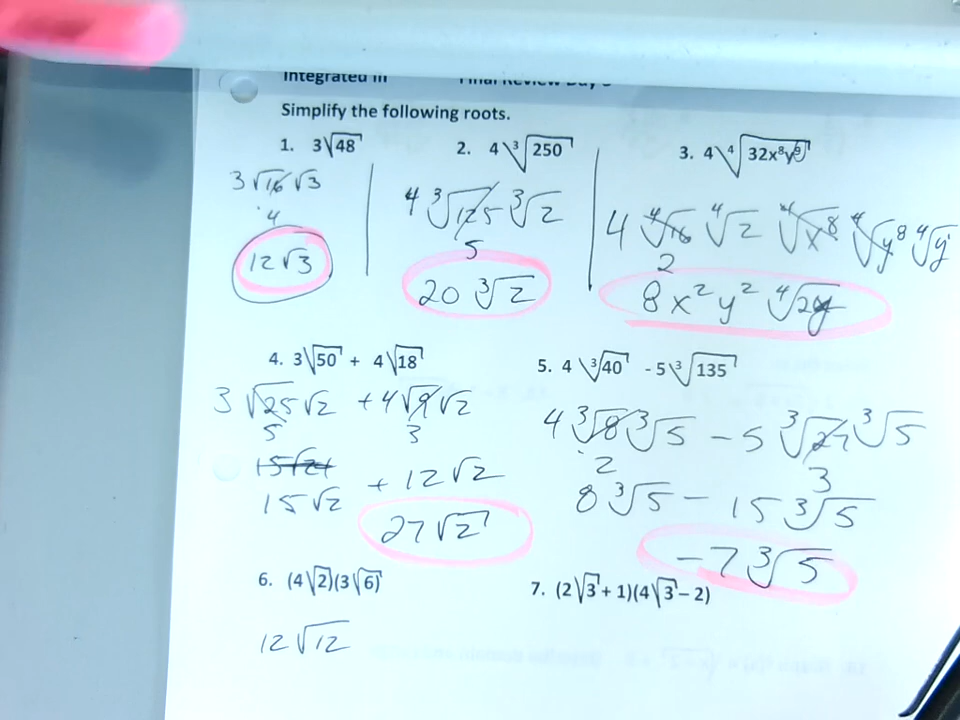 Integrated III Final Review Day
Simplify the following roots.
1. 3√48 2. 4∛250 3. 4∜32x⁸y⁹
3√16 √3
4
12√3
4∛125 ∛2
5
20∛2
4∜16 ∜2 ∜x⁸ ∜y⁸ ∜y
2
8x²y²∜2y
4. 3√50 + 4√18 5. 4∛40 - 5∛135
3√25 √2 + 4√9 √2
5 3
15√2 + 12√2
27√2
4∛8 ∛5 - 5∛27 ∛5
2 3
8∛5 - 15∛5
-7∛5
6. (4√2)(3√6) 7. (2√3 + 1)(4√3 - 2)
12√12